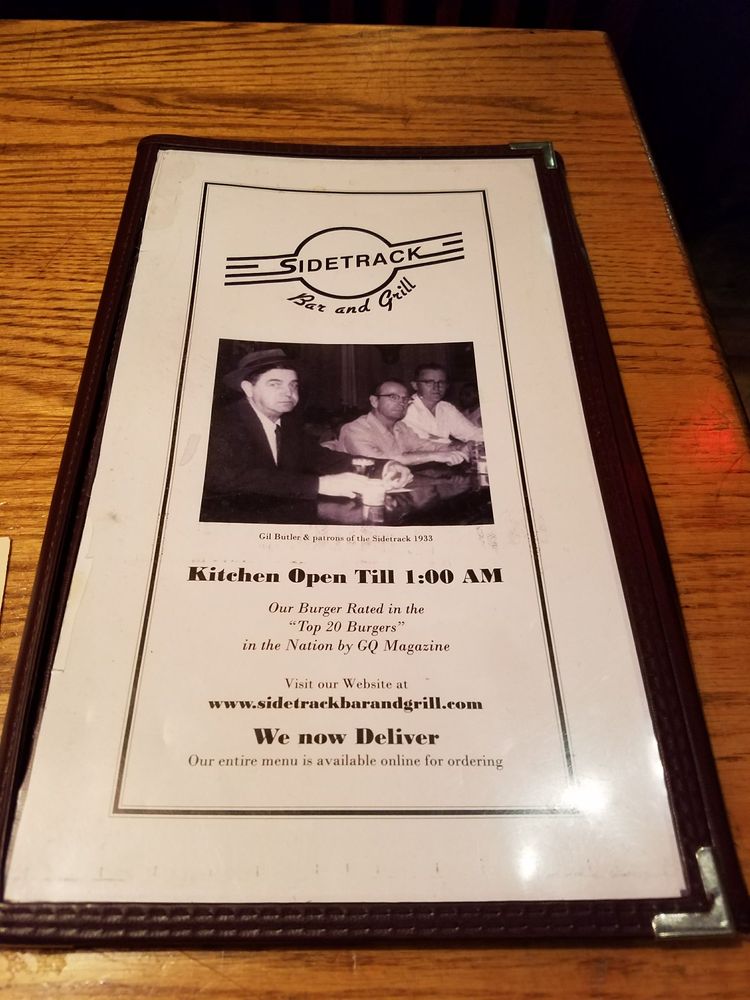 SIDETRACK
Bar and Grill
Gil Butler & patrons of the Sidetrack 1933
Kitchen Open Till 1:00 AM
Our Burger Rated in the
“Top 20 Burgers”
in the Nation by GQ Magazine
Visit our Website at
www.sidetrackbarandgrill.com
We now Deliver
Our entire menu is available online for ordering